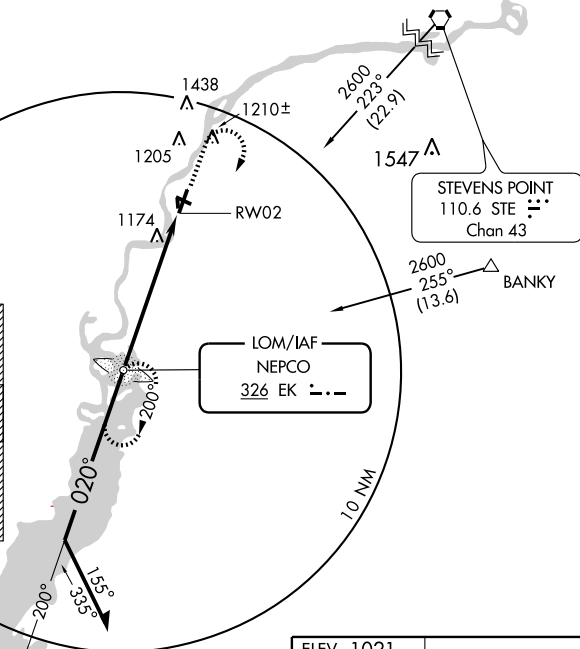 1438
1210±
2600
223°
(22.9)
1205
1547
STEVENS POINT
110.6 STE
Chan 43
1174
RW02
2600
255°
(13.6)
BANKY
LOM/IAF
NEPCO
326 EK
200°
020°
10 NM
155°
335°
200°
ELEV 1021